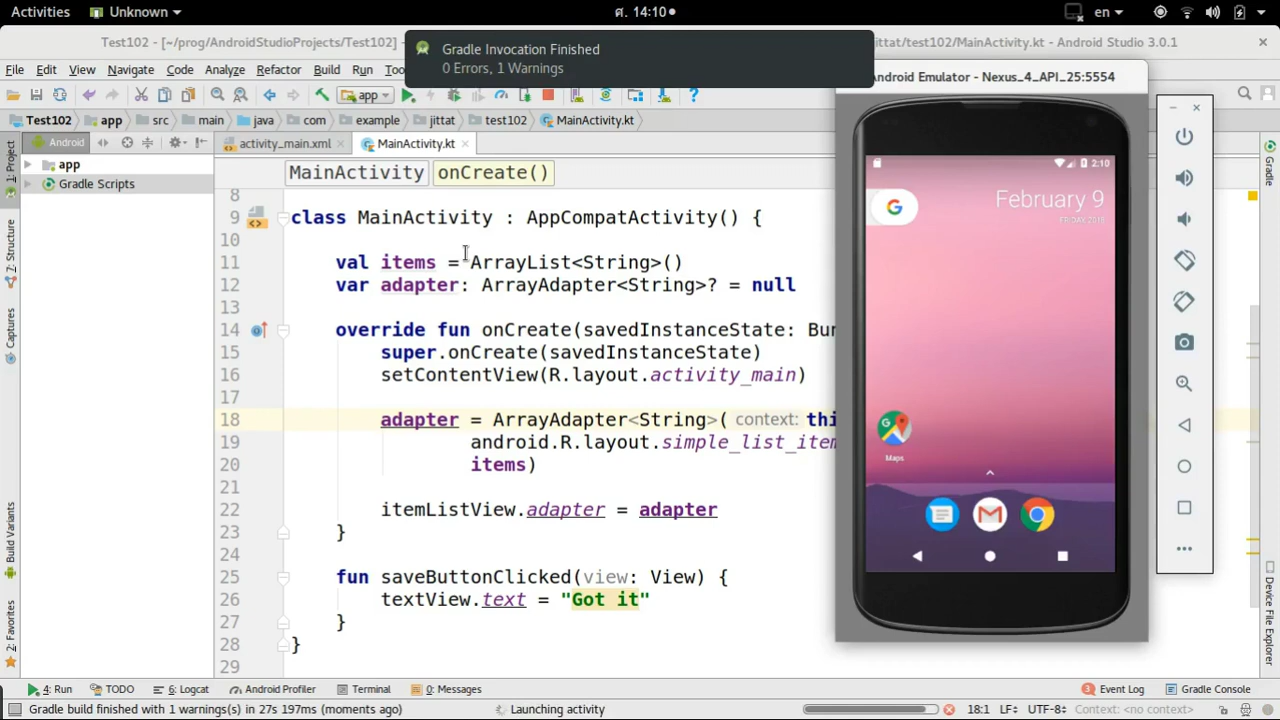 Activities
Unknown
ศ. 14:10
en
Test102 - [~/prog/AndroidStudioProjects/Test102]
jittat/test102/MainActivity.kt - Android Studio 3.0.1
Gradle Invocation Finished
0 Errors, 1 Warnings
File Edit View Navigate Code Analyze Refactor Build Run
Android Emulator - Nexus_4_API_25:5554
app
Test102 app src main java com example jittat test102 MainActivity.kt
Android
activity_main.xml
MainActivity.kt
app
Gradle Scripts
MainActivity
onCreate()
8
9 class MainActivity : AppCompatActivity() {
10
11 val items = ArrayList<String>()
12 var adapter: ArrayAdapter<String>? = null
13
14 override fun onCreate(savedInstanceState: Bun
15 super.onCreate(savedInstanceState)
16 setContentView(R.layout.activity_main)
17
18 adapter = ArrayAdapter<String>( context: thi
19 android.R.layout.simple_list_item
20 items)
21
22 itemListView.adapter = adapter
23 }
24
25 fun saveButtonClicked(view: View) {
26 textView.text = "Got it"
27 }
28 }
29
2:10
February 9
G
Maps
1: Project
7: Structure
Captures
Build Variants
2: Favorites
Gradle
Device File Explorer
4: Run TODO 6: Logcat Android Profiler Terminal 0: Messages
3 Event Log Gradle Console
Gradle build finished with 1 warning(s) in 27s 197ms (moments ago)
Launching activity
18:1 LF÷ UTF-8÷ Context: <no context>